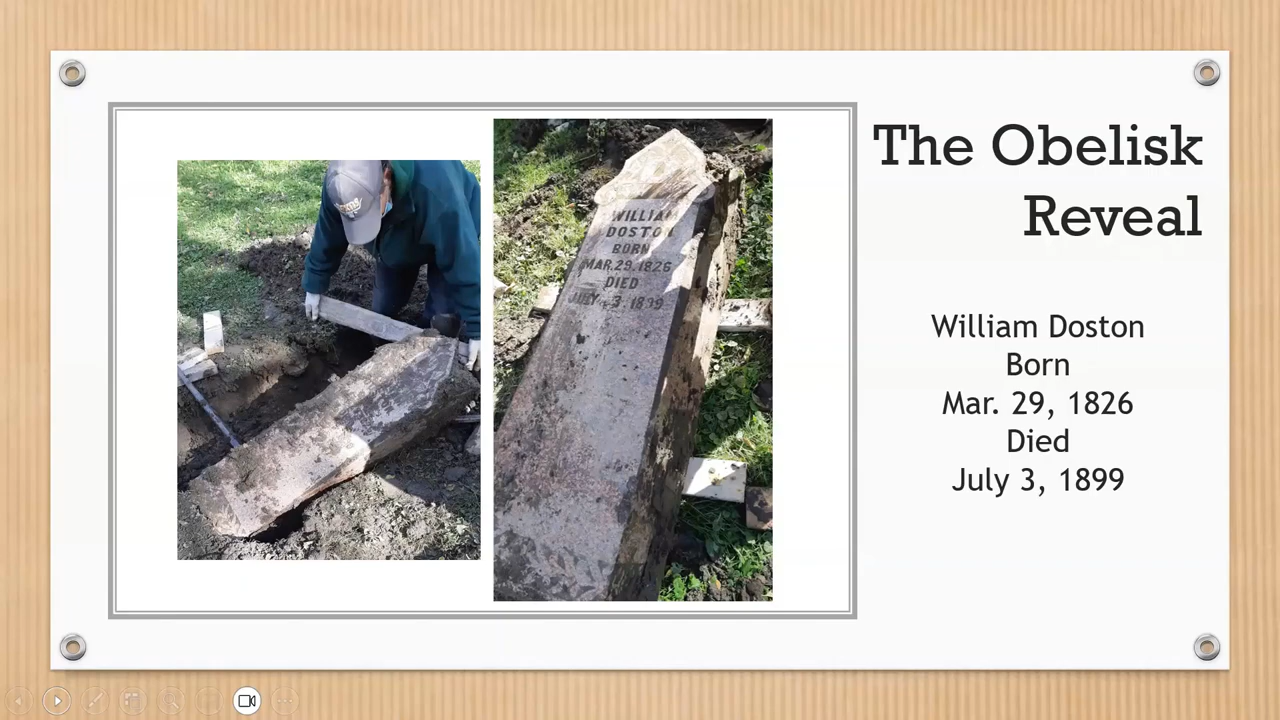 The Obelisk
Reveal
William Doston
Born
Mar. 29, 1826
Died
July 3, 1899
WILLIAM
DOSTON
BORN
MAR. 29. 1826
DIED
JULY 3. 1899